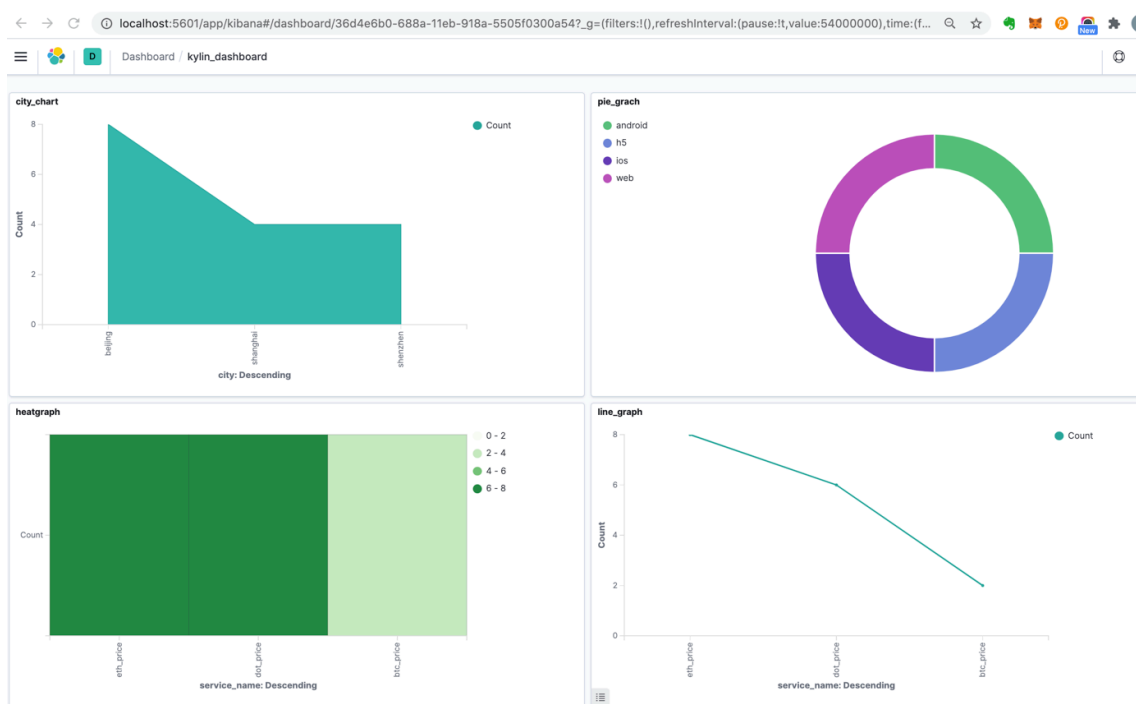 localhost:5601/app/kibana#/dashboard/36d4e6b0-688a-11eb-918a-5505f0300a54?_g=(filters:!(),refreshInterval:(pause:!t,value:54000000),time:(f...
New
D Dashboard / kylin_dashboard
city_chart
8
6
4
2
0
Count
Count
beijing
shanghai
shenzhen
city: Descending
pie_grach
android
h5
ios
web
heatgraph
Count
0 - 2
2 - 4
4 - 6
6 - 8
eth_price
dot_price
btc_price
service_name: Descending
line_graph
8
6
4
2
0
Count
Count
eth_price
dot_price
btc_price
service_name: Descending